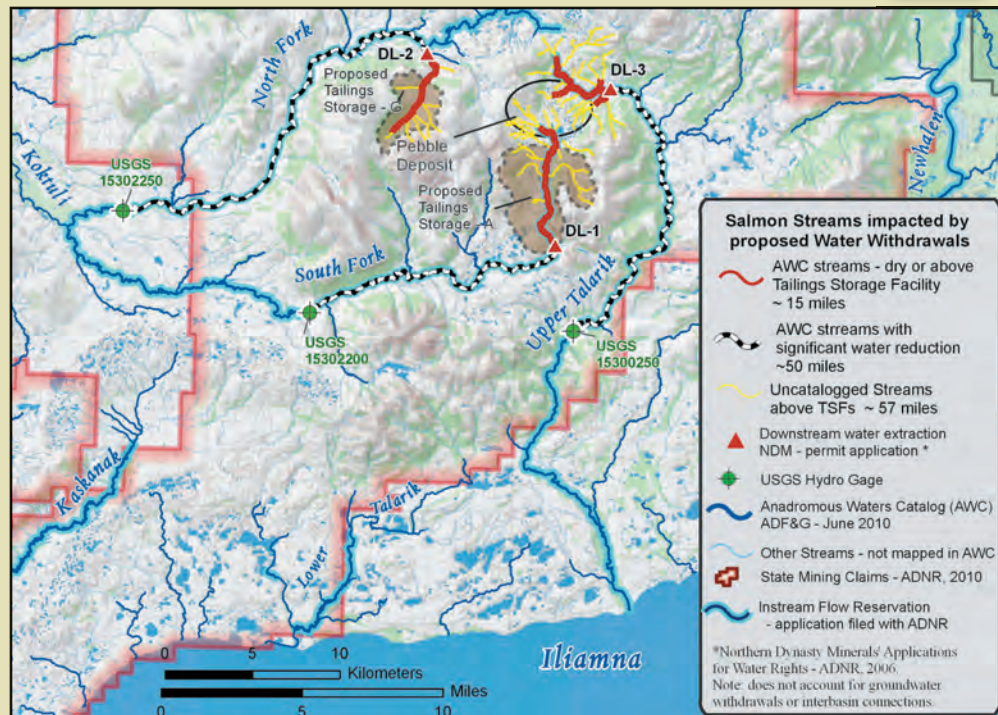 North Fork
DL-2
DL-3
Proposed
Tailings
Storage - G
Pebble
Deposit
Koktuli
USGS
15302250
Newhalen
Proposed
Tailings
Storage - A
DL-1
South Fork
Upper Talarik
USGS
15302200
USGS
15300250
Kaskanak
Lower
Talarik
Iliamna
0 5 10
Kilometers
0 5 10
Miles
Salmon Streams impacted by
proposed Water Withdrawals
AWC streams - dry or above
Tailings Storage Facility
~ 15 miles
AWC strreams with
significant water reduction
~50 miles
Uncatalogged Streams
above TSFs ~ 57 miles
Downstream water extraction
NDM - permit application *
USGS Hydro Gage
Anadromous Waters Catalog (AWC)
ADF&G - June 2010
Other Streams - not mapped in AWC
State Mining Claims - ADNR, 2010
Instream Flow Reservation
- application filed with ADNR
*Northern Dynasty Minerals' Applications
for Water Rights - ADNR, 2006.
Note: does not account for groundwater
withdrawals or interbasin connections.